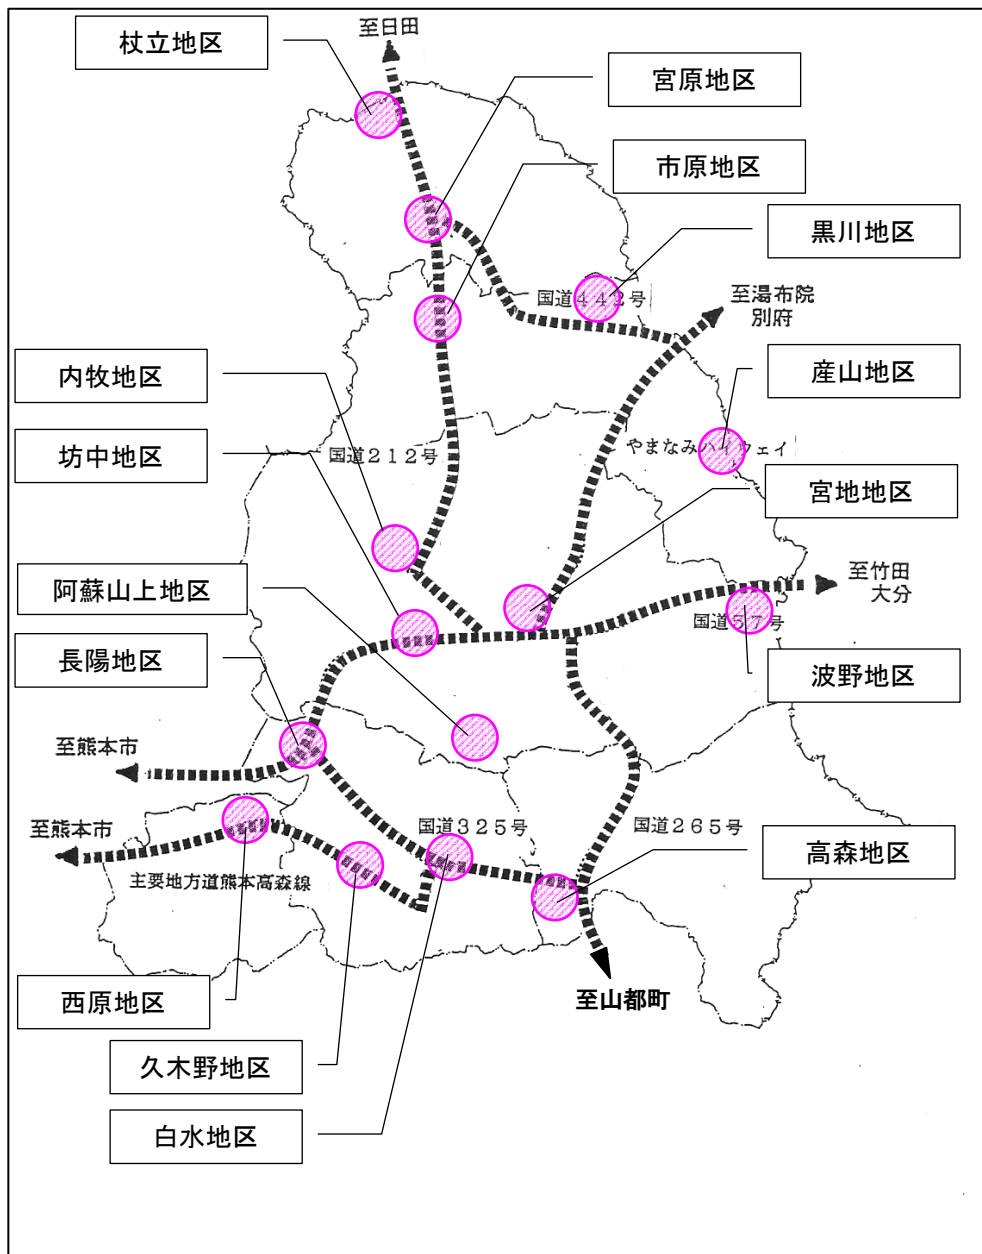 至日田
杖立地区
宮原地区
市原地区
黒川地区
国道442号
至湯布院
別府
内牧地区
産山地区
坊中地区
国道212号
やまなみハイウェイ
宮地地区
阿蘇山上地区
至竹田
大分
国道57号
長陽地区
波野地区
至熊本市
至熊本市
国道325号
国道265号
主要地方道熊本高森線
高森地区
西原地区
至山都町
久木野地区
白水地区